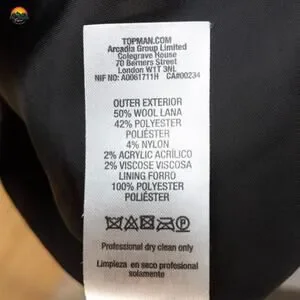 TOPMAN.COM
Arcadia Group Limited
Colegrave House
70 Berners Street
London W1T 3NL
NIF NO: A0061711H CA#00234
OUTER EXTERIOR
50% WOOL LANA
42% POLYESTER
POLIÉSTER
4% NYLON
2% ACRYLIC ACRÍLICO
2% VISCOSE VISCOSA
LINING FORRO
100% POLYESTER
POLIÉSTER
Professional dry clean only
Limpieza en seco profesional
solamente